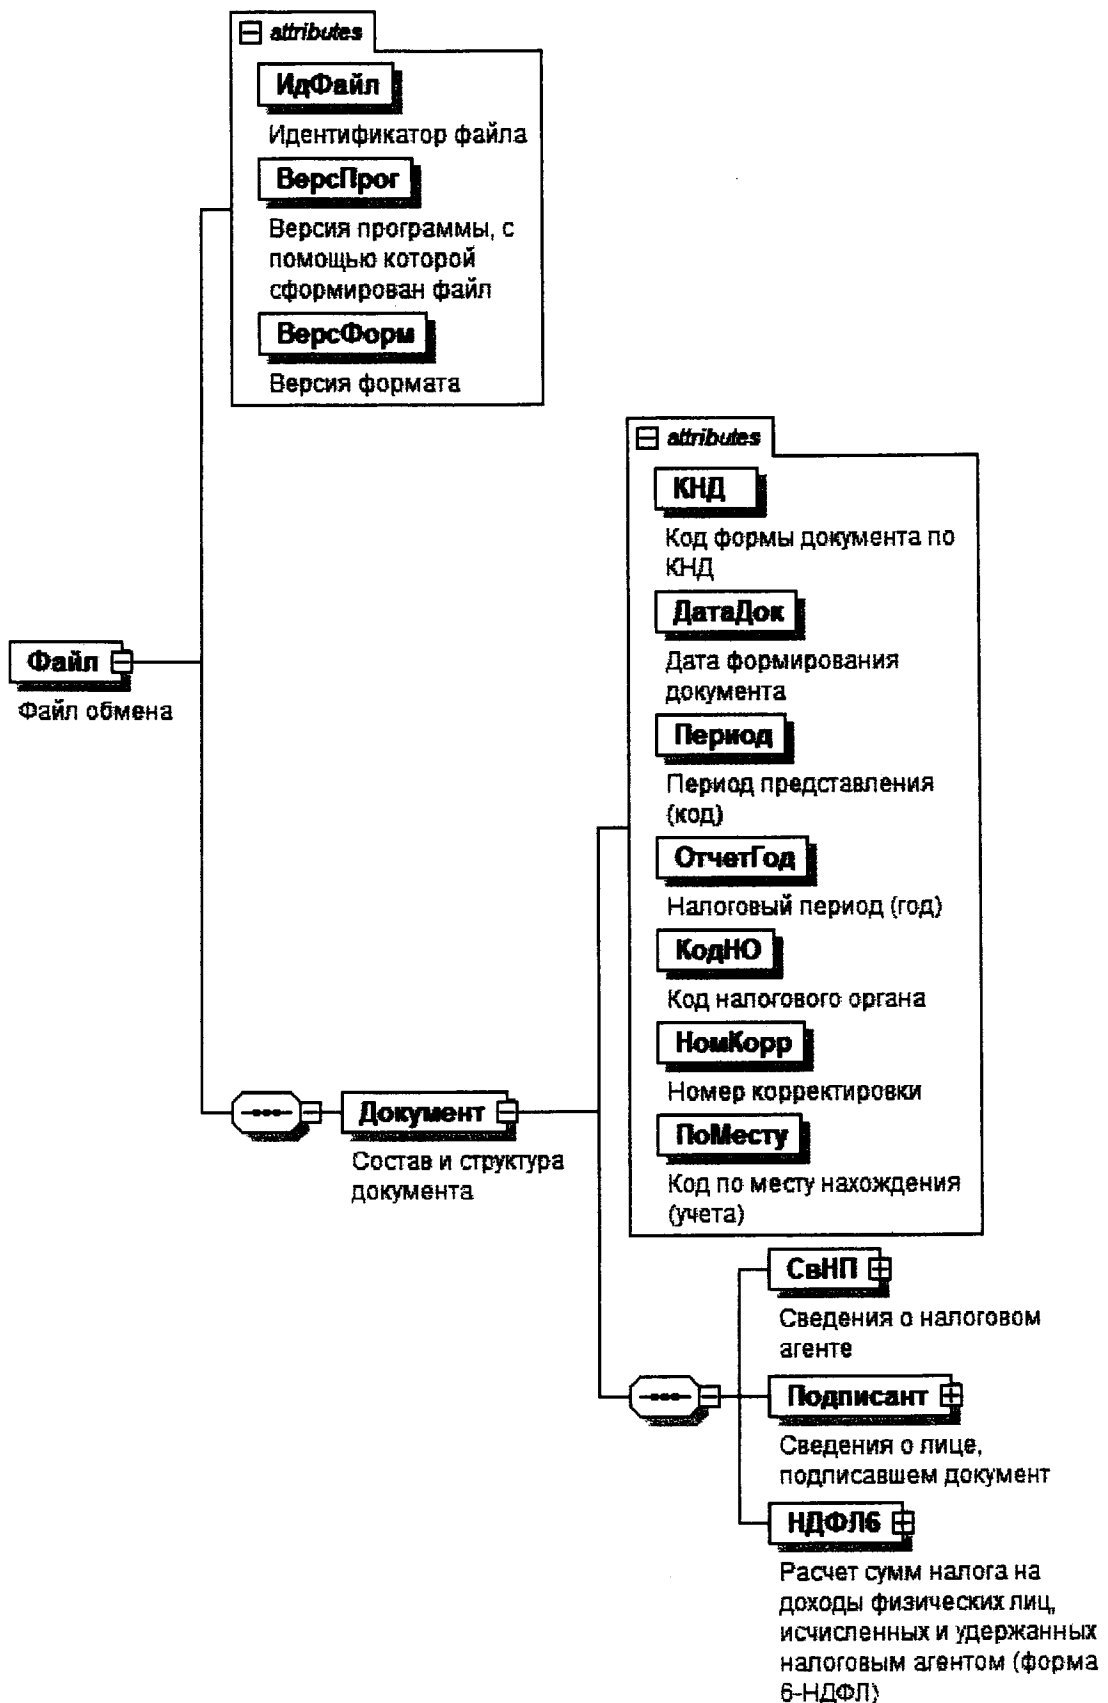 attributes
ИдФайл
Идентификатор файла
ВерсПрог
Версия программы, с
помощью которой
сформирован файл
ВерсФорм
Версия формата
attributes
КНД
Код формы документа по
КНД
ДатаДок
Дата формирования
документа
Период
Период представления
(код)
ОтчетГод
Налоговый период (год)
КодНО
Код налогового органа
НомКорр
Номер корректировки
ПоМесту
Код по месту нахождения
(учета)
Файл
Файл обмена
Документ
Состав и структура
документа
СвНП
Сведения о налоговом
агенте
Подписант
Сведения о лице,
подписавшем документ
НДФЛ6
Расчет сумм налога на
доходы физических лиц,
исчисленных и удержанных
налоговым агентом (форма
6-НДФЛ)